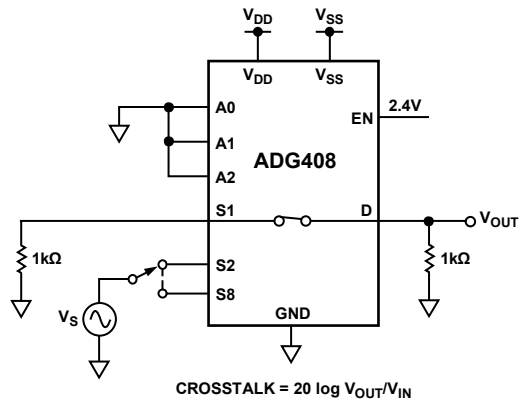 VDD VSS
VDD VSS
A0
EN 2.4V
A1
ADG408
A2
S1 D VOUT
1kΩ S2 1kΩ
VS S8
GND
CROSSTALK = 20 log VOUT/VIN